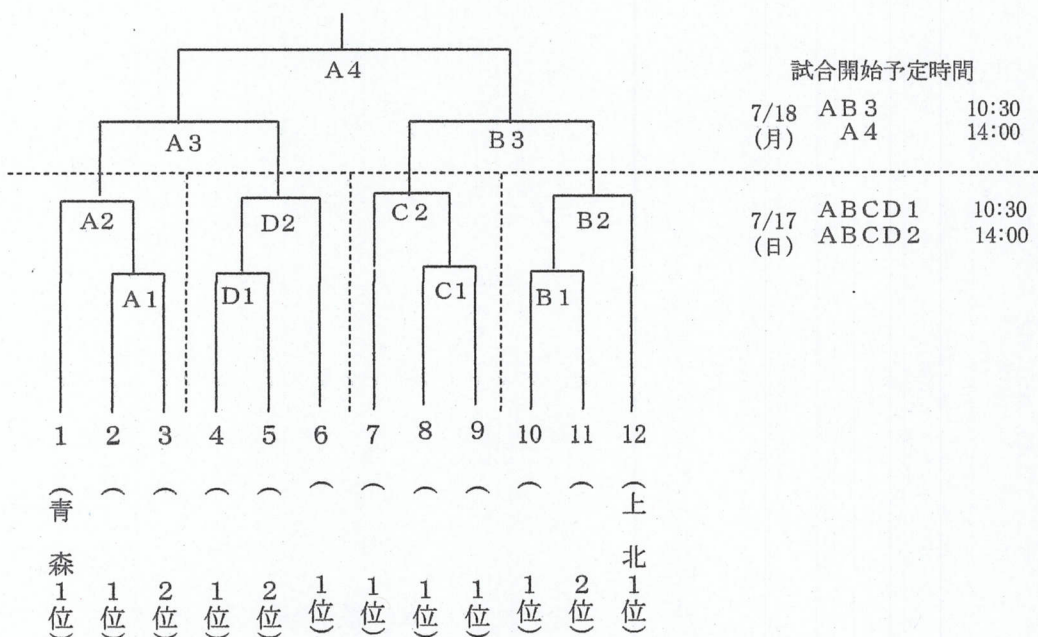 A4
試合開始予定時間
7/18
(月)
AB3 10:30
A4 14:00
A3
B3
A2
D2
C2
B2
7/17
(日)
ABCD1 10:30
ABCD2 14:00
A1
D1
C1
B1
1 2 3 4 5 6 7 8 9 10 11 12
(青森1位)
( 1位)
( 2位)
( 1位)
( 2位)
( 1位)
( 1位)
( 1位)
( 1位)
( 1位)
( 2位)
(上北1位)